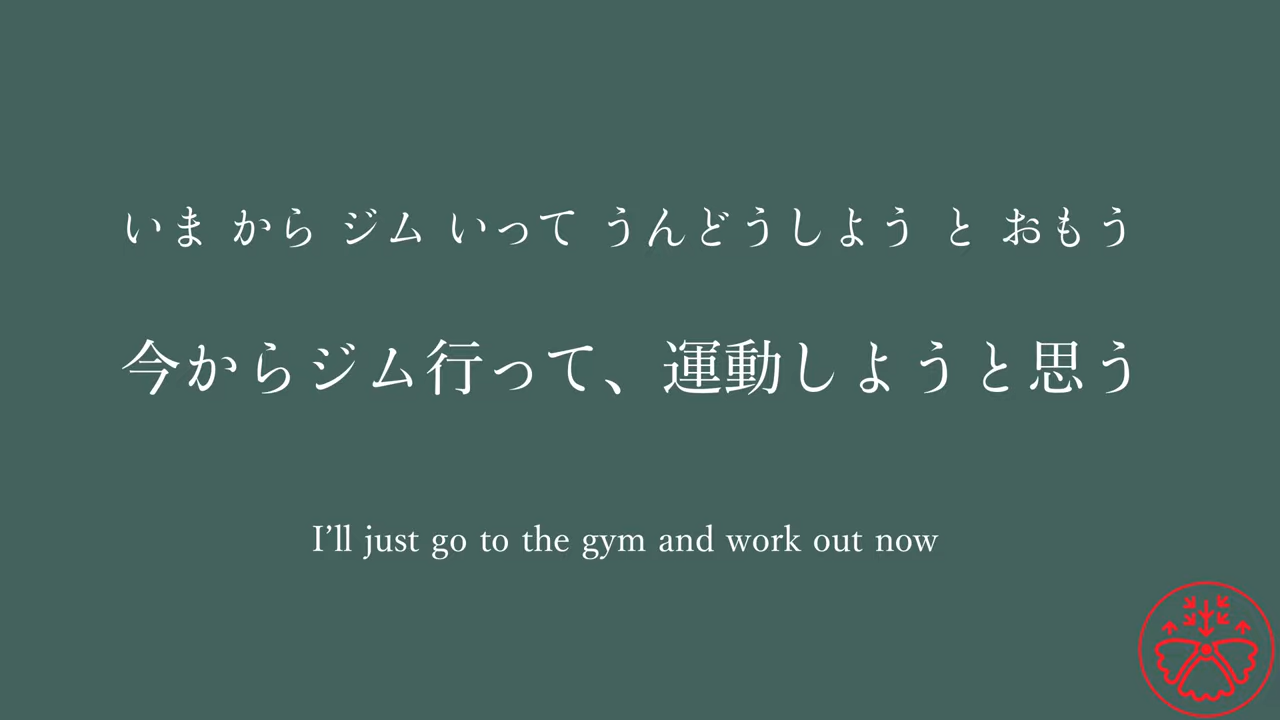 いま から ジム いって うんどうしよう と おもう
今からジム行って、運動しようと思う
I’ll just go to the gym and work out now